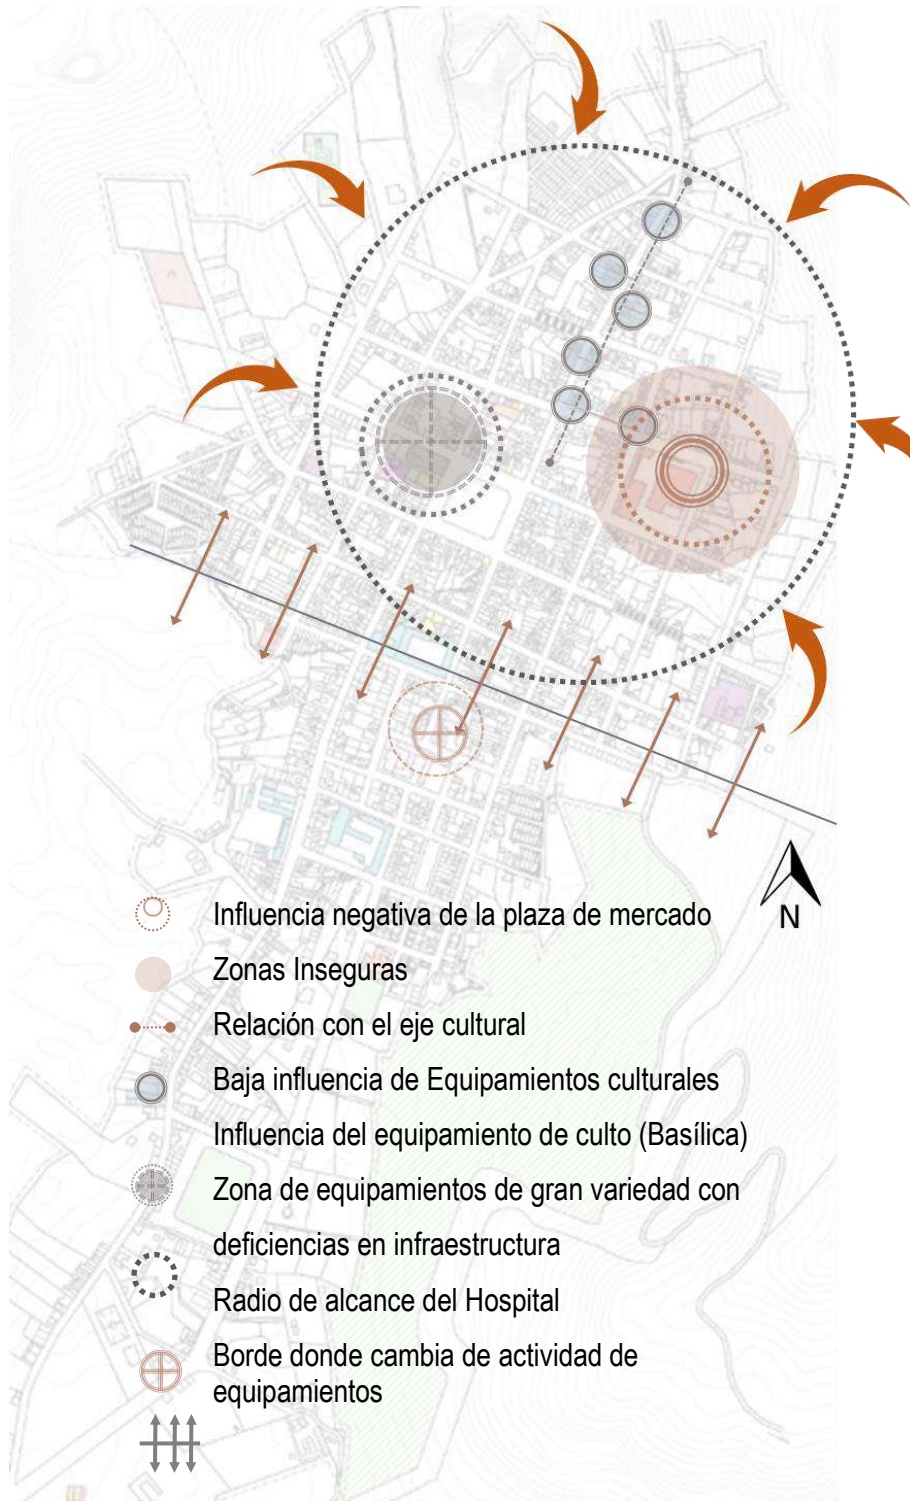 N
Influencia negativa de la plaza de mercado
Zonas Inseguras
Relación con el eje cultural
Baja influencia de Equipamientos culturales
Influencia del equipamiento de culto (Basílica)
Zona de equipamientos de gran variedad con
deficiencias en infraestructura
Radio de alcance del Hospital
Borde donde cambia de actividad de
equipamientos